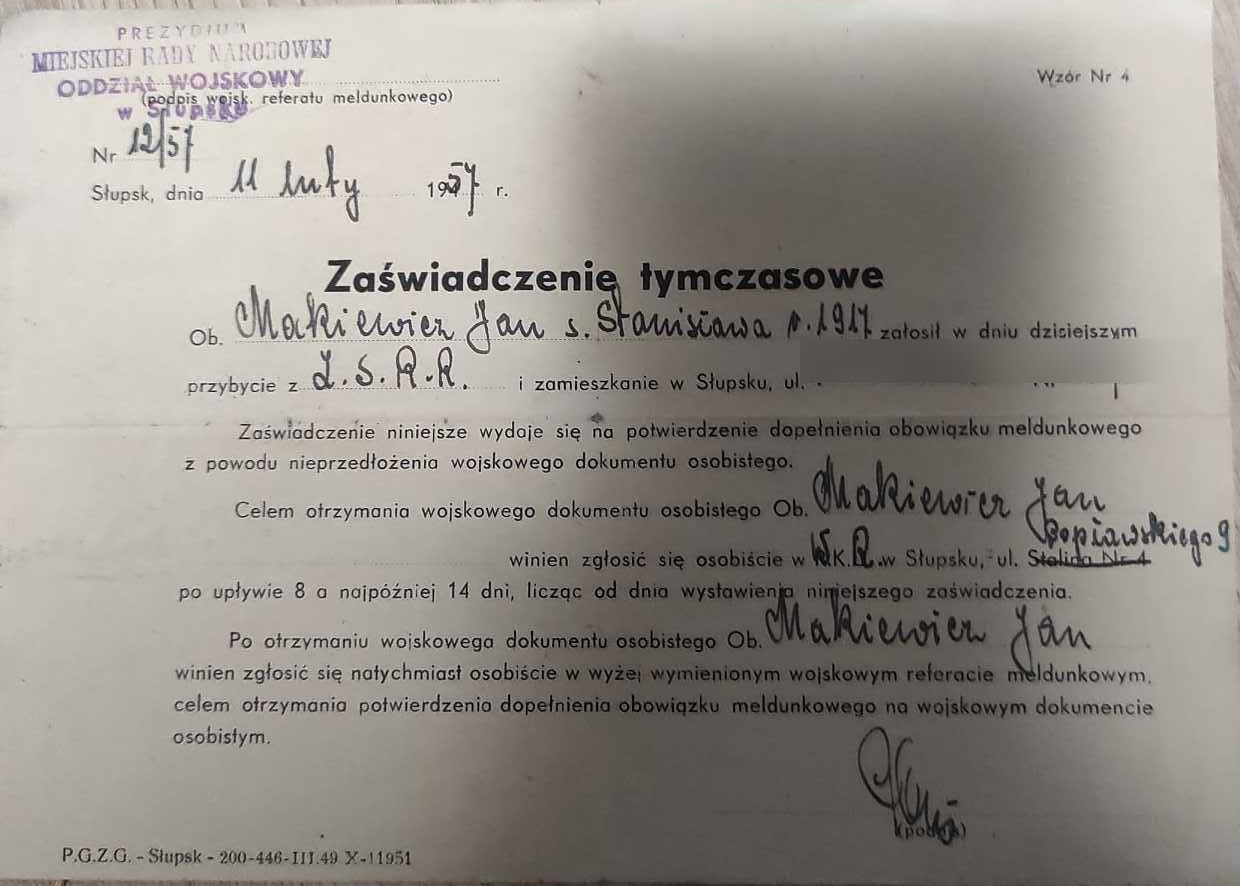 PREZYDIUM
MIEJSKIEJ RADY NARODOWEJ
ODDZIAŁ WOJSKOWY
w Słupsku
(podpis wojsk. referatu meldunkowego)
Wzór Nr 4
Nr 12/57
Słupsk, dnia 11 luty 1957 r.
Zaświadczenie tymczasowe
Ob. Makiewicz Jan s. Stanisława r. 1917 załosił w dniu dzisiejszym
przybycie z Z.S.R.R. i zamieszkanie w Słupsku, ul.
Zaświadczenie niniejsze wydaje się na potwierdzenie dopełnienia obowiązku meldunkowego
z powodu nieprzedłożenia wojskowego dokumentu osobistego.
Celem otrzymania wojskowego dokumentu osobistego Ob. Makiewicz Jan
Popławskiego 9
winien zgłosić się osobiście w W.K.R. w Słupsku, ul. Stalina Nr 4
po upływie 8 a najpóźniej 14 dni, licząc od dnia wystawienia niniejszego zaświadczenia.
Po otrzymaniu wojskowega dokumentu osobistego Ob. Makiewicz Jan
winien zgłosić się natychmiast osobiście w wyżej wymienionym wojskowym referacie meldunkowym,
celem otrzymania potwierdzenia dopełnienia obowiązku meldunkowego na wojskowym dokumencie
osobistym.
(podpis)
P.G.Z.G. - Słupsk - 200-446-III.49 X-11951